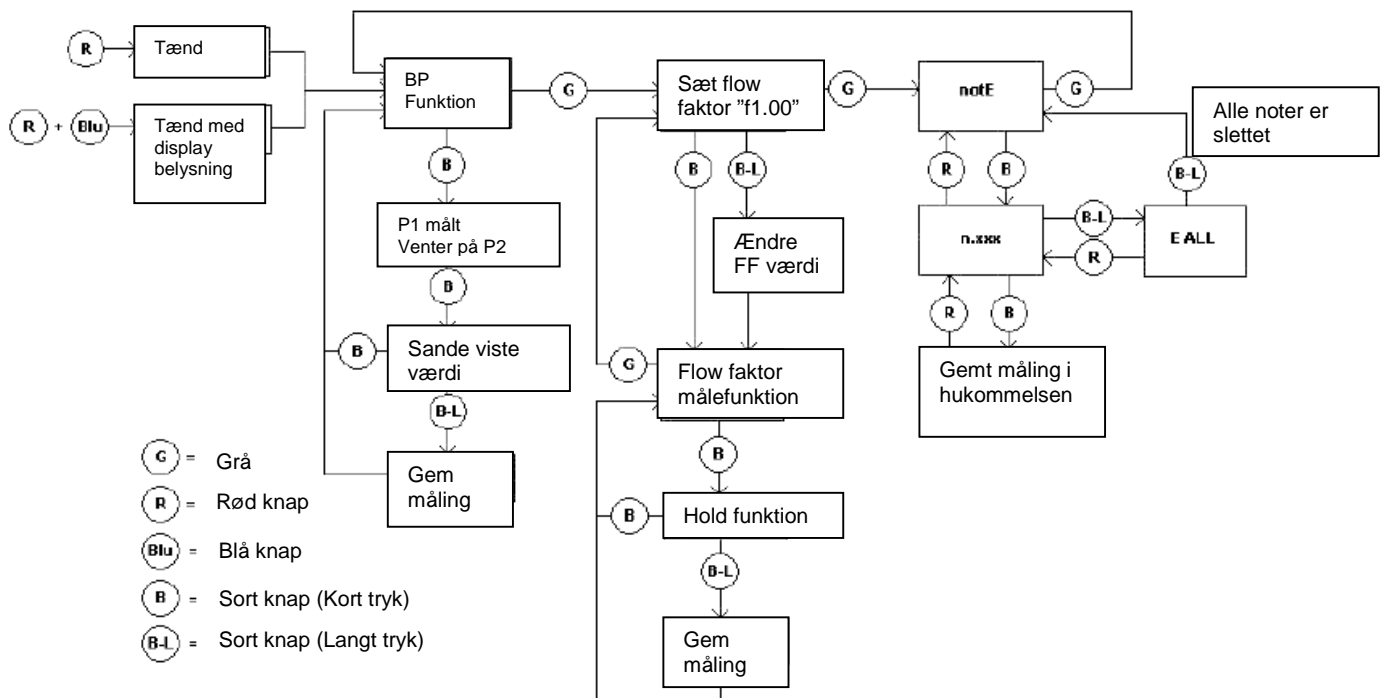 R
Tænd
R + Blu
Tænd med
display
belysning
BP
Funktion
G
Sæt flow
faktor "f1.00"
G
notE
G
Alle noter er
slettet
B
B
B-L
R
B
B-L
P1 målt
Venter på P2
Ændre
FF værdi
n.xxx
B-L
R
E ALL
B
R
B
B
Sande viste
værdi
G
Flow faktor
målefunktion
Gemt måling i
hukommelsen
B-L
Gem
måling
B
B
Hold funktion
B-L
Gem
måling
G = Grå
R = Rød knap
Blu = Blå knap
B = Sort knap (Kort tryk)
B-L = Sort knap (Langt tryk)